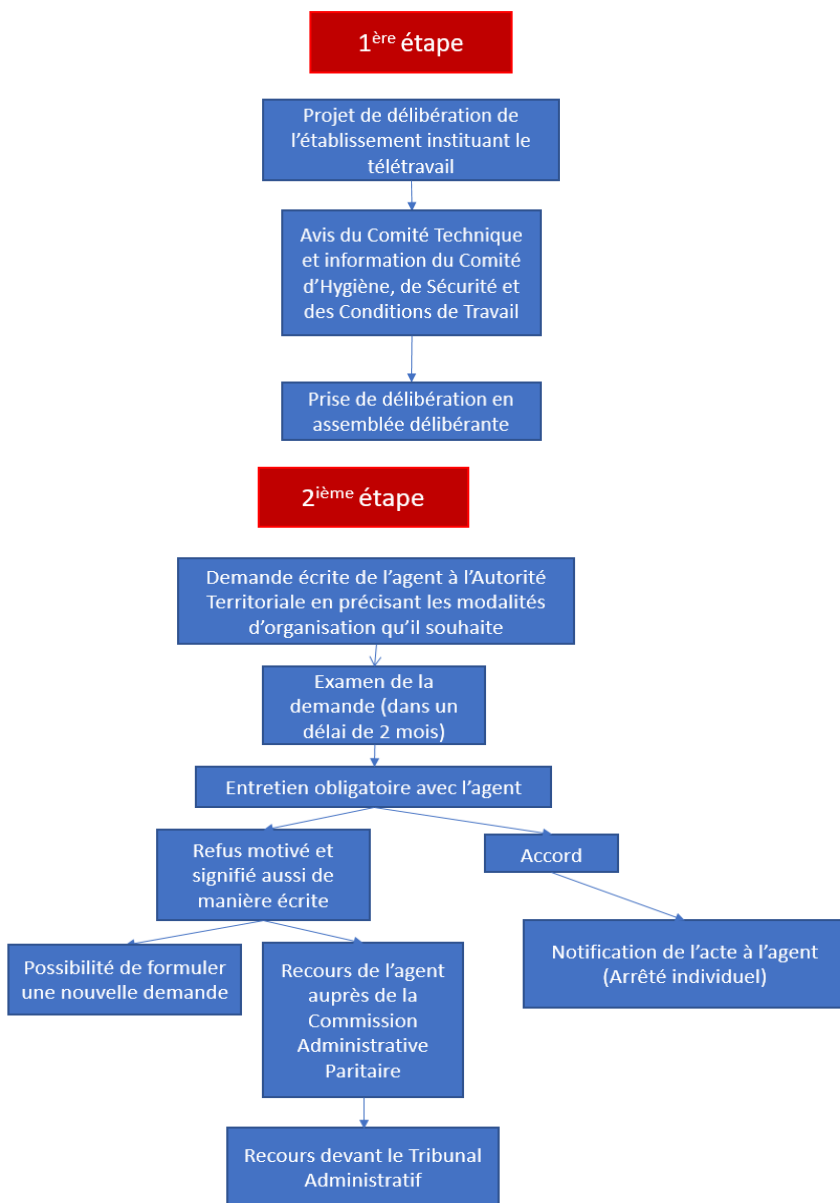 1ère étape
Projet de délibération de
l'établissement instituant le
télétravail
Avis du Comité Technique
et information du Comité
d'Hygiène, de Sécurité et
des Conditions de Travail
Prise de délibération en
assemblée délibérante
2ième étape
Demande écrite de l'agent à l'Autorité
Territoriale en précisant les modalités
d'organisation qu'il souhaite
Examen de la
demande (dans un
délai de 2 mois)
Entretien obligatoire avec l'agent
Refus motivé et
signifié aussi de
manière écrite
Accord
Possibilité de formuler
une nouvelle demande
Recours de l'agent
auprès de la
Commission
Administrative
Paritaire
Notification de l'acte à l'agent
(Arrêté individuel)
Recours devant le Tribunal
Administratif